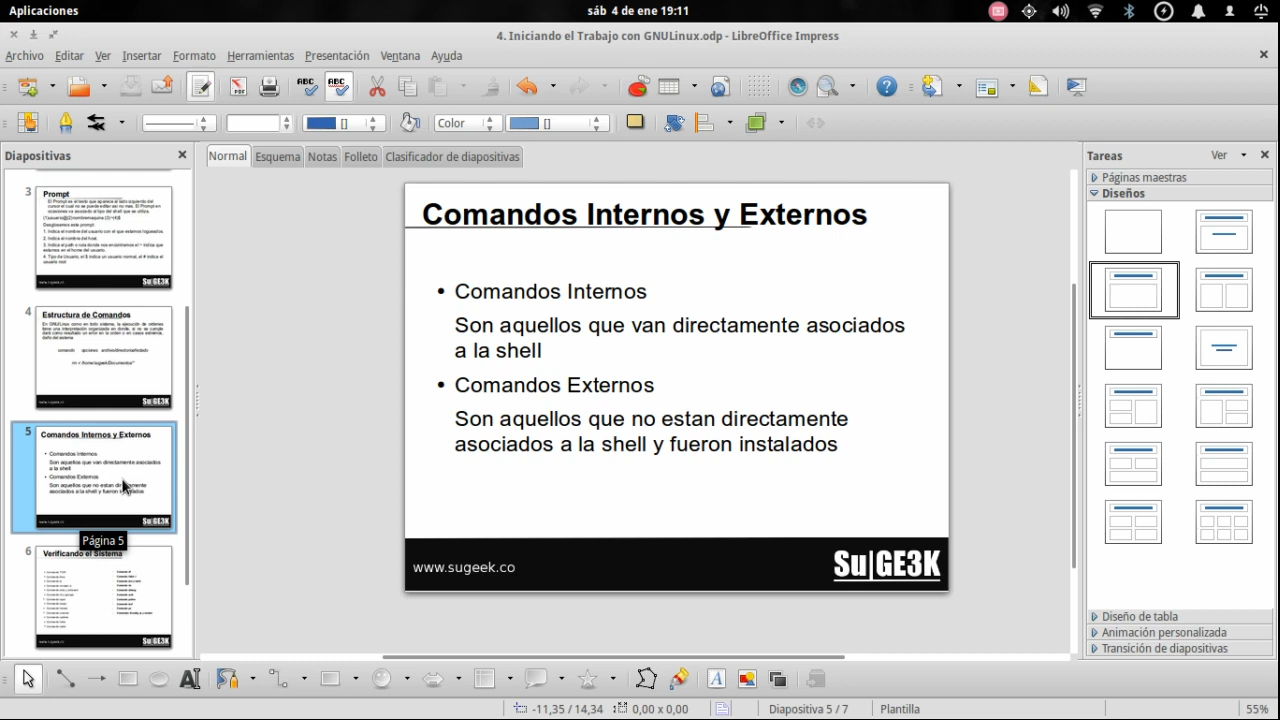 Aplicaciones
sáb 4 de ene 19:11
4. Iniciando el Trabajo con GNULinux.odp - LibreOffice Impress
Archivo Editar Ver Insertar Formato Herramientas Presentación Ventana Ayuda
Color
Diapositivas
Normal Esquema Notas Folleto Clasificador de diapositivas
Tareas Ver
Páginas maestras
Diseños
3
Prompt
4
Estructura de Comandos
5
Comandos Internos y Externos
Comandos Internos
Son aquellos que van directamente asociados
a la shell
Comandos Externos
Son aquellos que no estan directamente
asociados a la shell y fueron instalados
Página 5
6
Verificando el Sistema
Comandos Internos y Externos
• Comandos Internos
Son aquellos que van directamente asociados
a la shell
• Comandos Externos
Son aquellos que no estan directamente
asociados a la shell y fueron instalados
www.sugeek.co
Su|GE3K
Diseño de tabla
Animación personalizada
Transición de diapositivas
-11,35 / 14,34 0,00 x 0,00 Diapositiva 5 / 7 Plantilla 55%